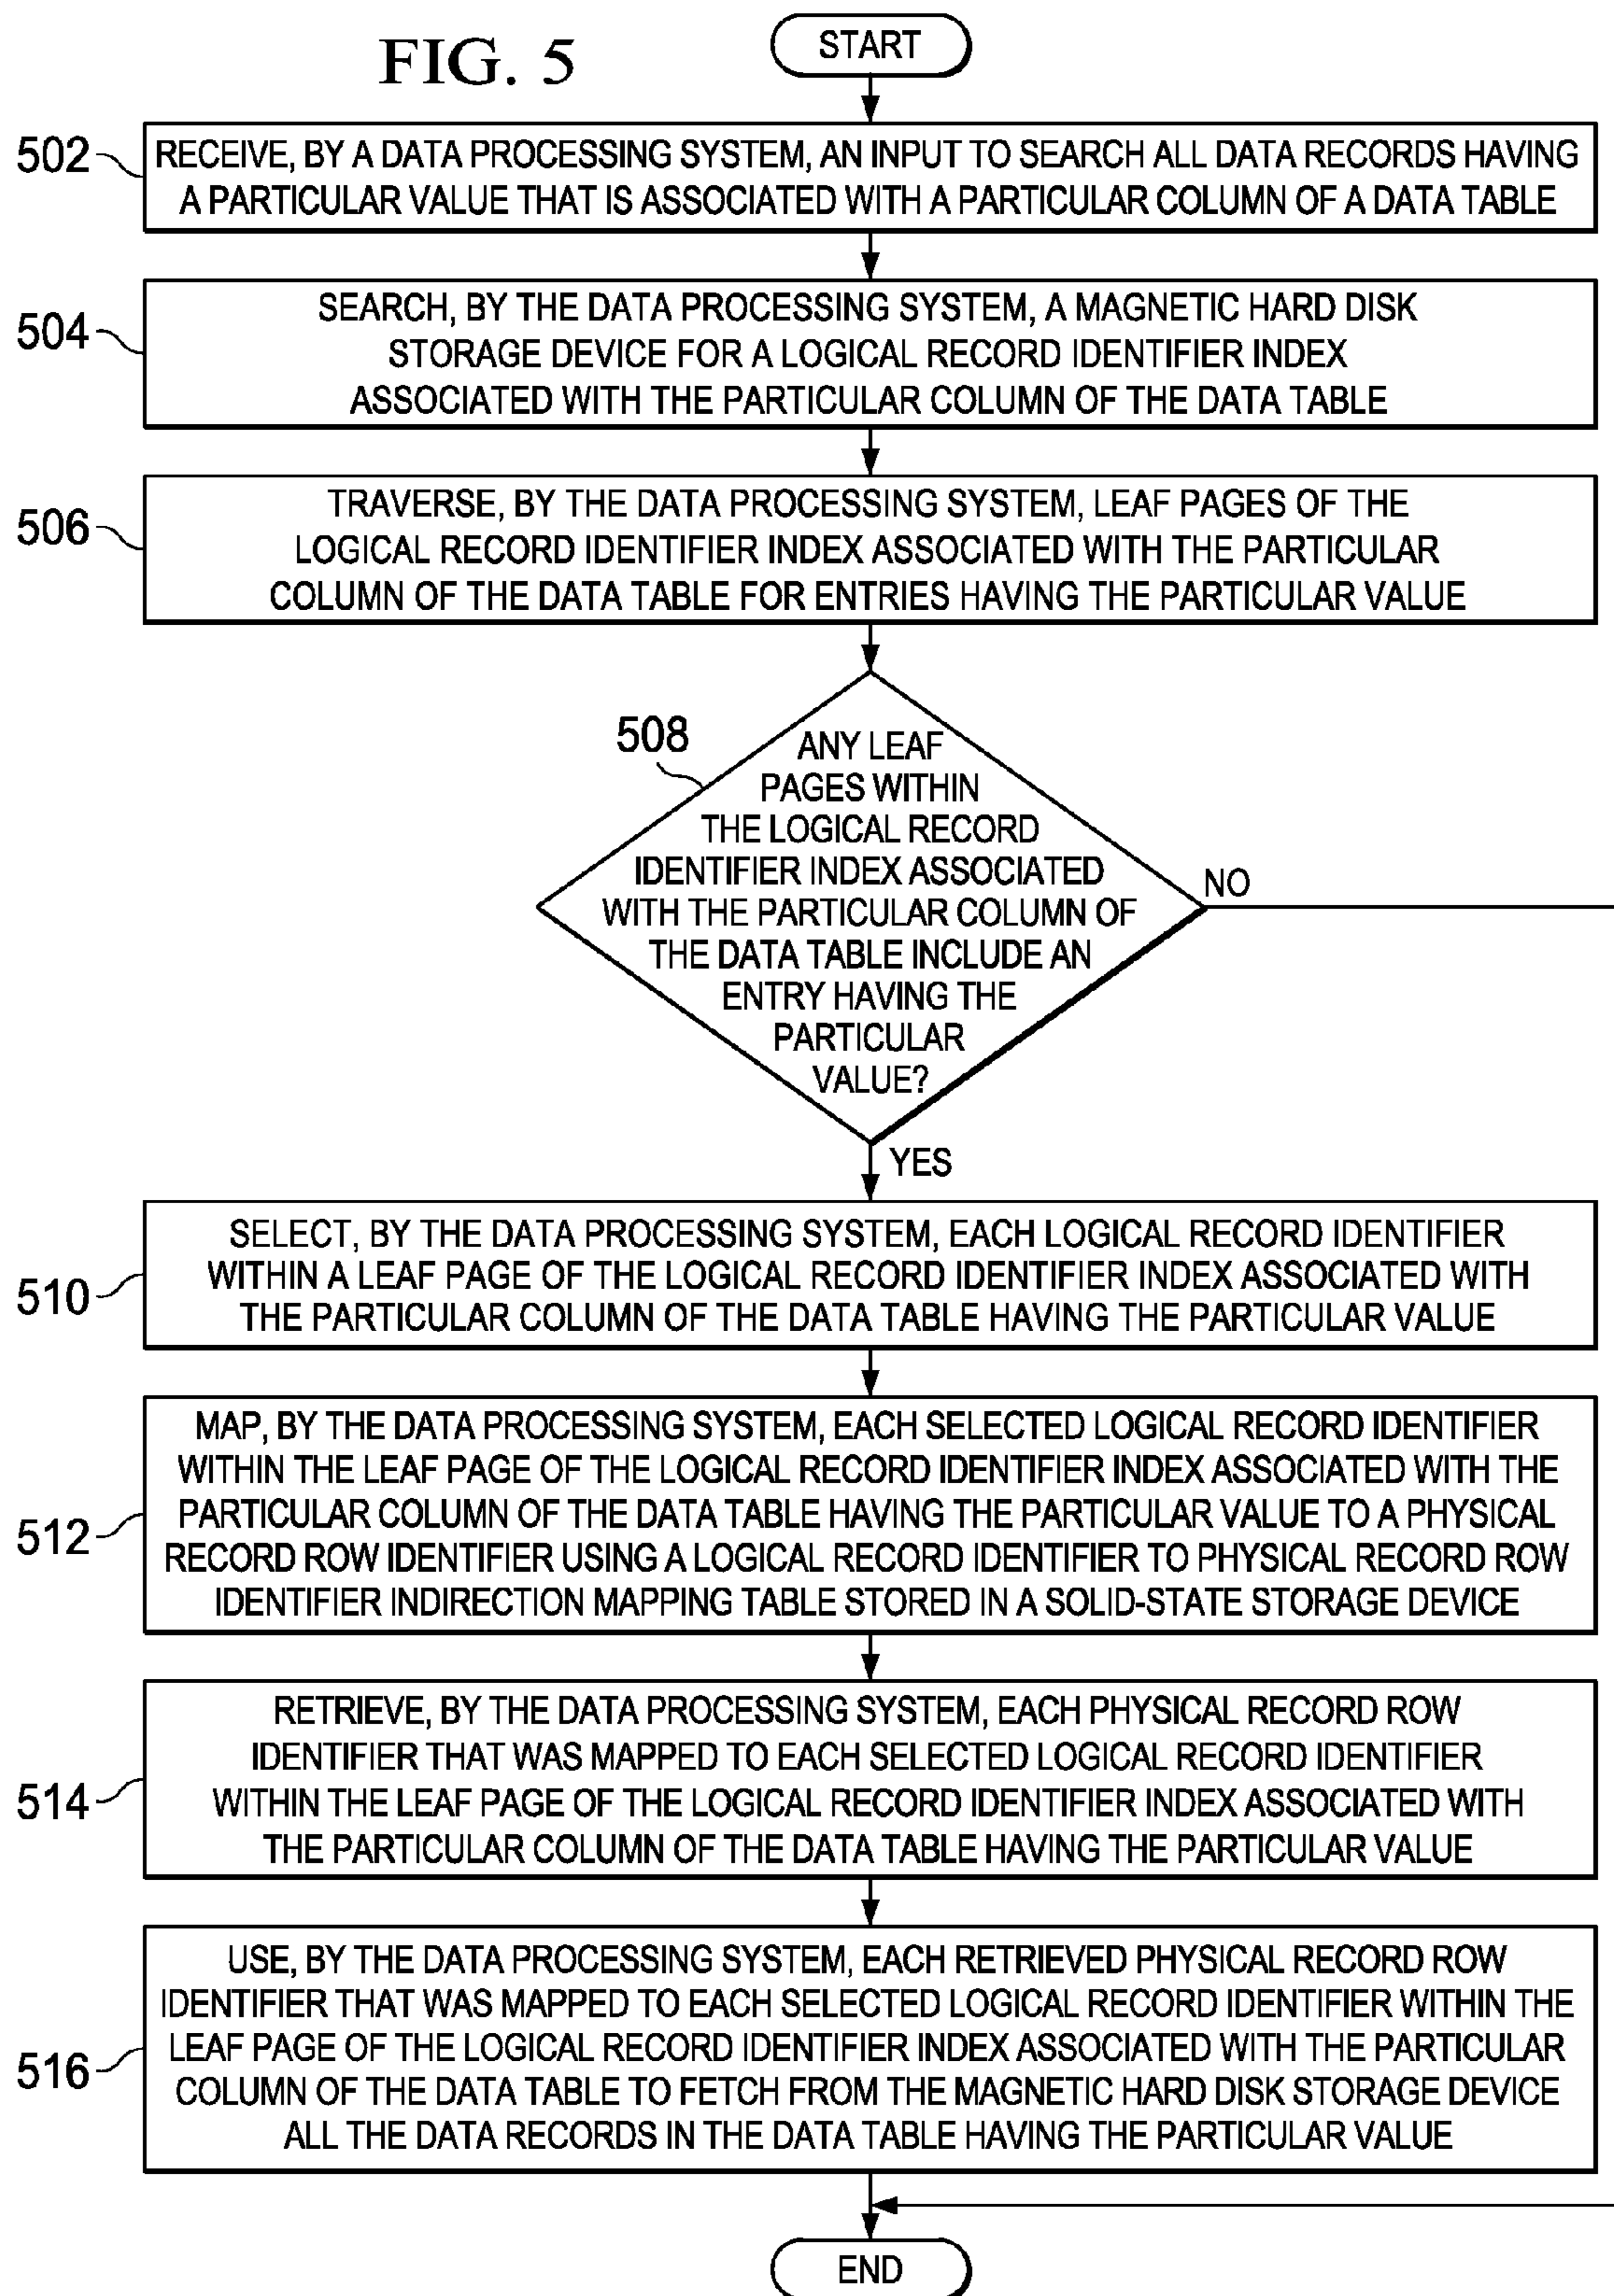 FIG. 5
START
502
RECEIVE, BY A DATA PROCESSING SYSTEM, AN INPUT TO SEARCH ALL DATA RECORDS HAVING
A PARTICULAR VALUE THAT IS ASSOCIATED WITH A PARTICULAR COLUMN OF A DATA TABLE
504
SEARCH, BY THE DATA PROCESSING SYSTEM, A MAGNETIC HARD DISK
STORAGE DEVICE FOR A LOGICAL RECORD IDENTIFIER INDEX
ASSOCIATED WITH THE PARTICULAR COLUMN OF THE DATA TABLE
506
TRAVERSE, BY THE DATA PROCESSING SYSTEM, LEAF PAGES OF THE
LOGICAL RECORD IDENTIFIER INDEX ASSOCIATED WITH THE PARTICULAR
COLUMN OF THE DATA TABLE FOR ENTRIES HAVING THE PARTICULAR VALUE
508
ANY LEAF
PAGES WITHIN
THE LOGICAL RECORD
IDENTIFIER INDEX ASSOCIATED
WITH THE PARTICULAR COLUMN OF
THE DATA TABLE INCLUDE AN
ENTRY HAVING THE
PARTICULAR
VALUE?
NO
YES
510
SELECT, BY THE DATA PROCESSING SYSTEM, EACH LOGICAL RECORD IDENTIFIER
WITHIN A LEAF PAGE OF THE LOGICAL RECORD IDENTIFIER INDEX ASSOCIATED WITH
THE PARTICULAR COLUMN OF THE DATA TABLE HAVING THE PARTICULAR VALUE
512
MAP, BY THE DATA PROCESSING SYSTEM, EACH SELECTED LOGICAL RECORD IDENTIFIER
WITHIN THE LEAF PAGE OF THE LOGICAL RECORD IDENTIFIER INDEX ASSOCIATED WITH THE
PARTICULAR COLUMN OF THE DATA TABLE HAVING THE PARTICULAR VALUE TO A PHYSICAL
RECORD ROW IDENTIFIER USING A LOGICAL RECORD IDENTIFIER TO PHYSICAL RECORD ROW
IDENTIFIER INDIRECTION MAPPING TABLE STORED IN A SOLID-STATE STORAGE DEVICE
514
RETRIEVE, BY THE DATA PROCESSING SYSTEM, EACH PHYSICAL RECORD ROW
IDENTIFIER THAT WAS MAPPED TO EACH SELECTED LOGICAL RECORD IDENTIFIER
WITHIN THE LEAF PAGE OF THE LOGICAL RECORD IDENTIFIER INDEX ASSOCIATED WITH
THE PARTICULAR COLUMN OF THE DATA TABLE HAVING THE PARTICULAR VALUE
516
USE, BY THE DATA PROCESSING SYSTEM, EACH RETRIEVED PHYSICAL RECORD ROW
IDENTIFIER THAT WAS MAPPED TO EACH SELECTED LOGICAL RECORD IDENTIFIER WITHIN THE
LEAF PAGE OF THE LOGICAL RECORD IDENTIFIER INDEX ASSOCIATED WITH THE PARTICULAR
COLUMN OF THE DATA TABLE TO FETCH FROM THE MAGNETIC HARD DISK STORAGE DEVICE
ALL THE DATA RECORDS IN THE DATA TABLE HAVING THE PARTICULAR VALUE
END